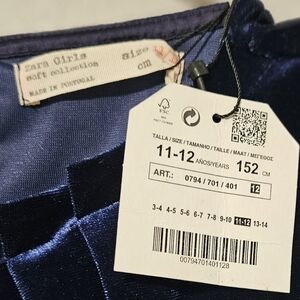 Zara Girls
soft collection
MADE IN PORTUGAL
size
cm
FSC
TALLA / SIZE / TAMANHO / TAILLE / MAAT / ΜΕΓΕΘΟΣ
11-12 AÑOS/YEARS 152 CM
ART.: 0794 / 701 / 401 12
3-4 4-5 5-6 6-7 7-8 9-10 11-12 13-14
00794701401128